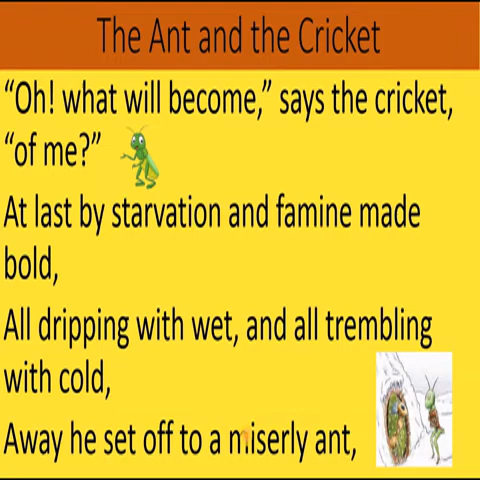 The Ant and the Cricket
“Oh! what will become,” says the cricket,
“of me?”
At last by starvation and famine made
bold,
All dripping with wet, and all trembling
with cold,
Away he set off to a miserly ant,